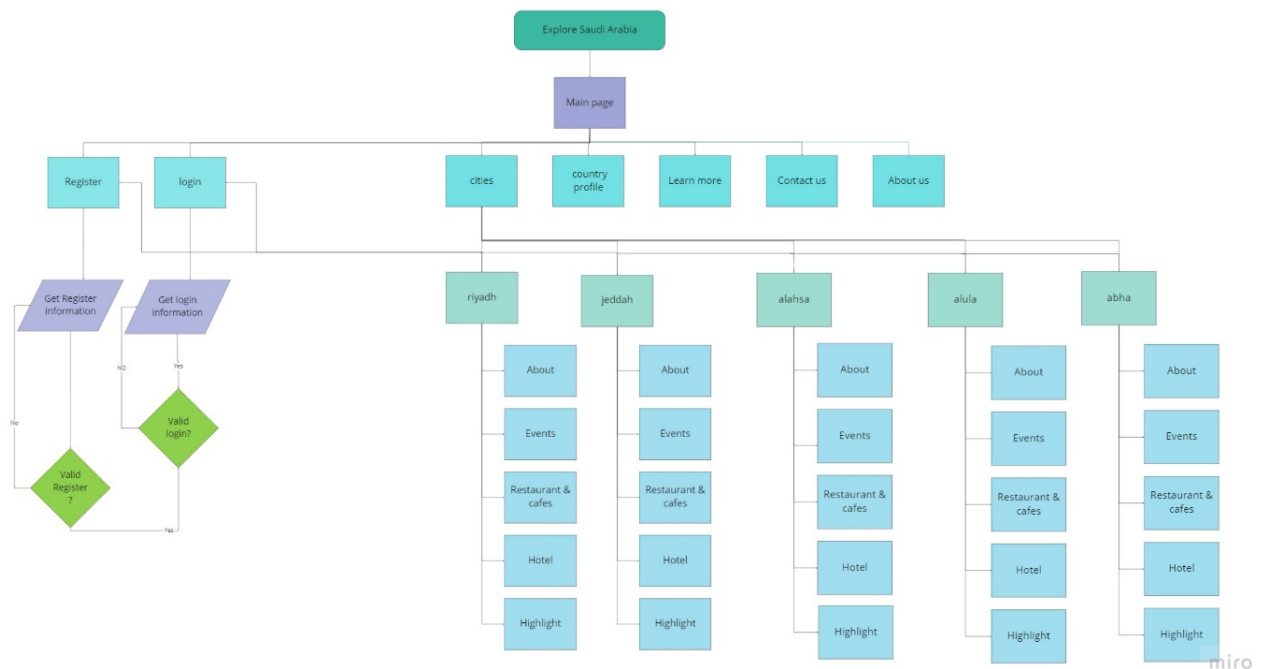 Explore Saudi Arabia
Main page
Register
login
cities
country
profile
Learn more
Contact us
About us
Get Register
information
Get login
information
riyadh
jeddah
alahsa
alula
abha
No
NO
Yes
Valid
login?
Valid
Register
?
Yes
About
Events
Restaurant &
cafes
Hotel
Highlight
About
Events
Restaurant &
cafes
Hotel
Highlight
About
Events
Restaurant &
cafes
Hotel
Highlight
About
Events
Restaurant &
cafes
Hotel
Highlight
About
Events
Restaurant &
cafes
Hotel
Highlight
miro